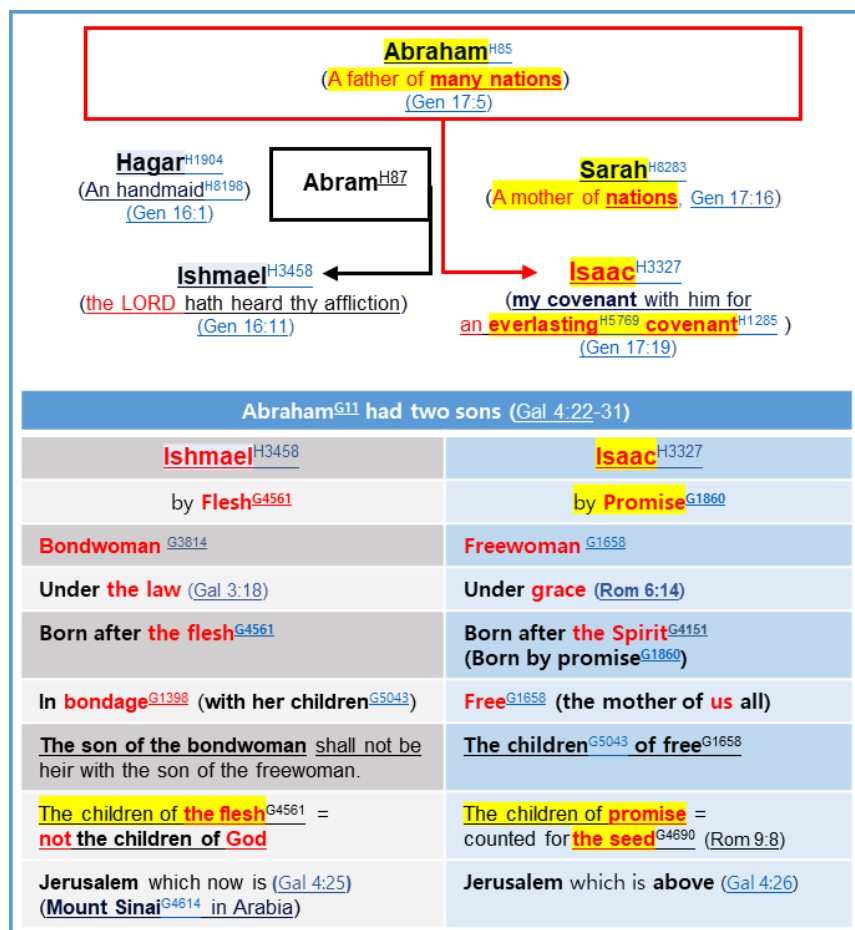 AbrahamH85
(A father of many nations)
(Gen 17:5)
HagarH1904
(An handmaidH8198)
(Gen 16:1)
AbramH87
SarahH8283
(A mother of nations, Gen 17:16)
IshmaelH3458
(the LORD hath heard thy affliction)
(Gen 16:11)
IsaacH3327
(my covenant with him for
an everlastingH5769 covenantH1285 )
(Gen 17:19)
AbrahamG11 had two sons (Gal 4:22-31)
IshmaelH3458
IsaacH3327
by FleshG4561
by PromiseG1860
Bondwoman G3814
Freewoman G1658
Under the law (Gal 3:18)
Under grace (Rom 6:14)
Born after the fleshG4561
Born after the SpiritG4151
(Born by promiseG1860)
In bondageG1398 (with her childrenG5043)
FreeG1658 (the mother of us all)
The son of the bondwoman shall not be
heir with the son of the freewoman.
The childrenG5043 of freeG1658
The children of the fleshG4561 =
not the children of God
The children of promise =
counted for the seedG4690 (Rom 9:8)
Jerusalem which now is (Gal 4:25)
(Mount SinaiG4614 in Arabia)
Jerusalem which is above (Gal 4:26)